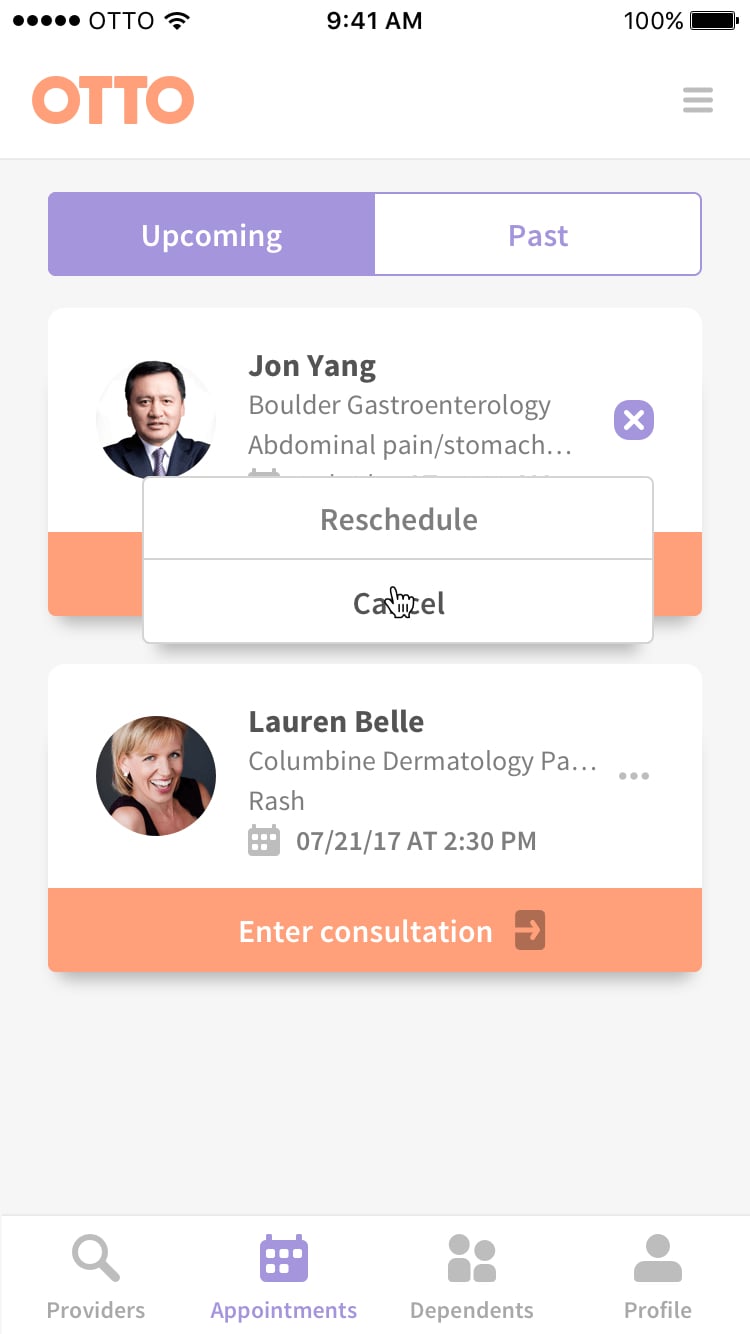 OTTO
9:41 AM
100%
OTTO
Upcoming
Past
Jon Yang
Boulder Gastroenterology
Abdominal pain/stomach…
Reschedule
Cancel
Lauren Belle
Columbine Dermatology Pa…
Rash
07/21/17 AT 2:30 PM
Enter consultation
Providers
Appointments
Dependents
Profile